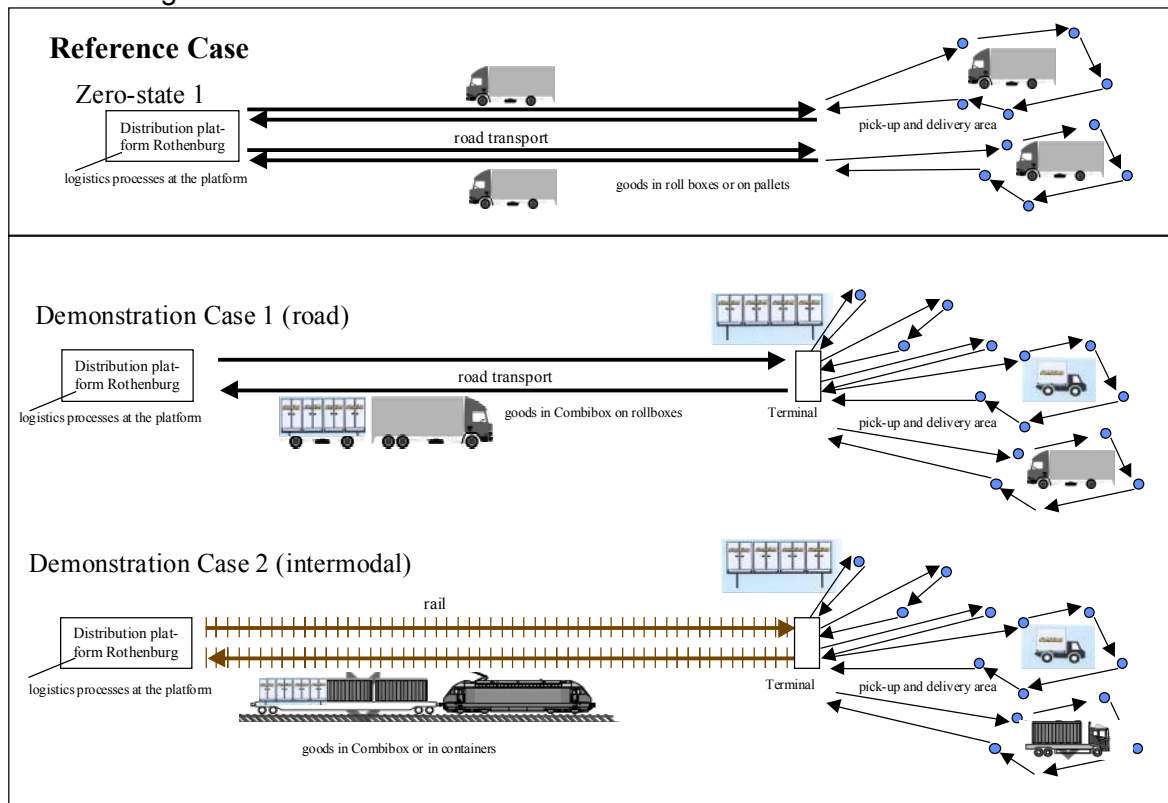 Reference Case
Zero-state 1
Distribution plat-
form Rothenburg
logistics processes at the platform
road transport
goods in roll boxes or on pallets
pick-up and delivery area
Demonstration Case 1 (road)
Distribution plat-
form Rothenburg
logistics processes at the platform
road transport
goods in Combibox on rollboxes
Terminal
pick-up and delivery area
Demonstration Case 2 (intermodal)
rail
Distribution plat-
form Rothenburg
logistics processes at the platform
Terminal
pick-up and delivery area
goods in Combibox or in containers